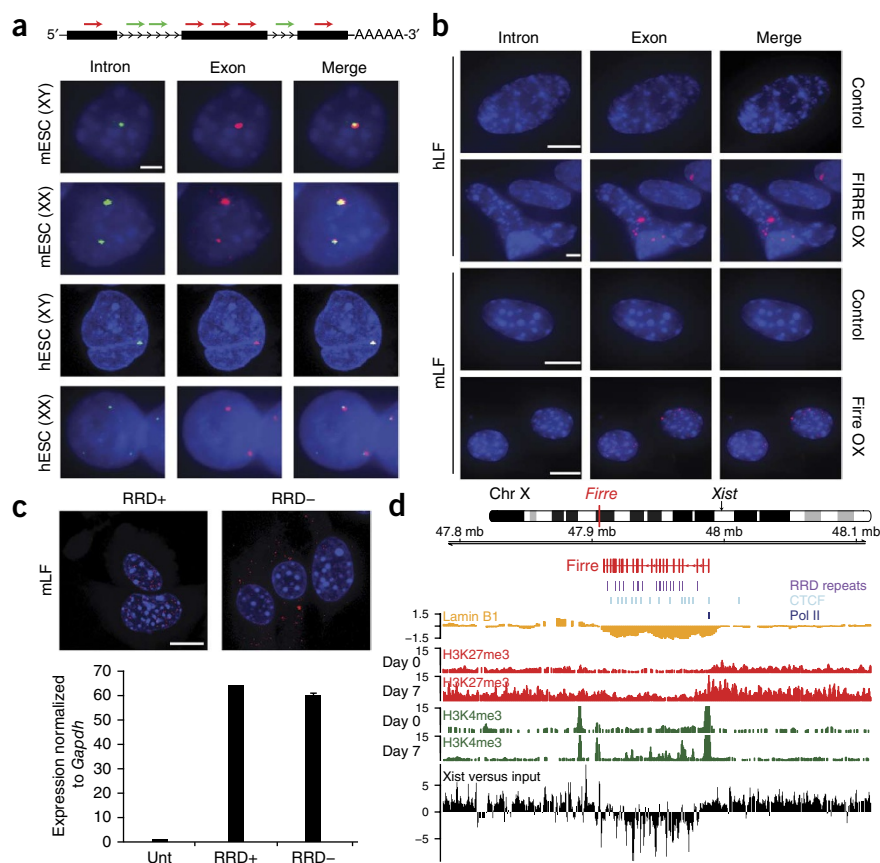 a
5′ AAAAA-3′
Intron Exon Merge
mESC (XY)
mESC (XX)
hESC (XY)
hESC (XX)
b
Intron Exon Merge
hLF
Control
FIRRE OX
mLF
Control
Firre OX
c
RRD+ RRD–
mLF
Expression normalized
to Gapdh
70
60
50
40
30
20
10
0
Unt RRD+ RRD–
d
Chr X Firre Xist
47.8 mb 47.9 mb 48 mb 48.1 mb
Firre
RRD repeats
CTCF
Pol II
1.5 Lamin B1
–1.5
Day 0 15 H3K27me3
Day 7 15 H3K27me3
Day 0 15 H3K4me3
Day 7 15 H3K4me3
Xist versus input
5
0
–5